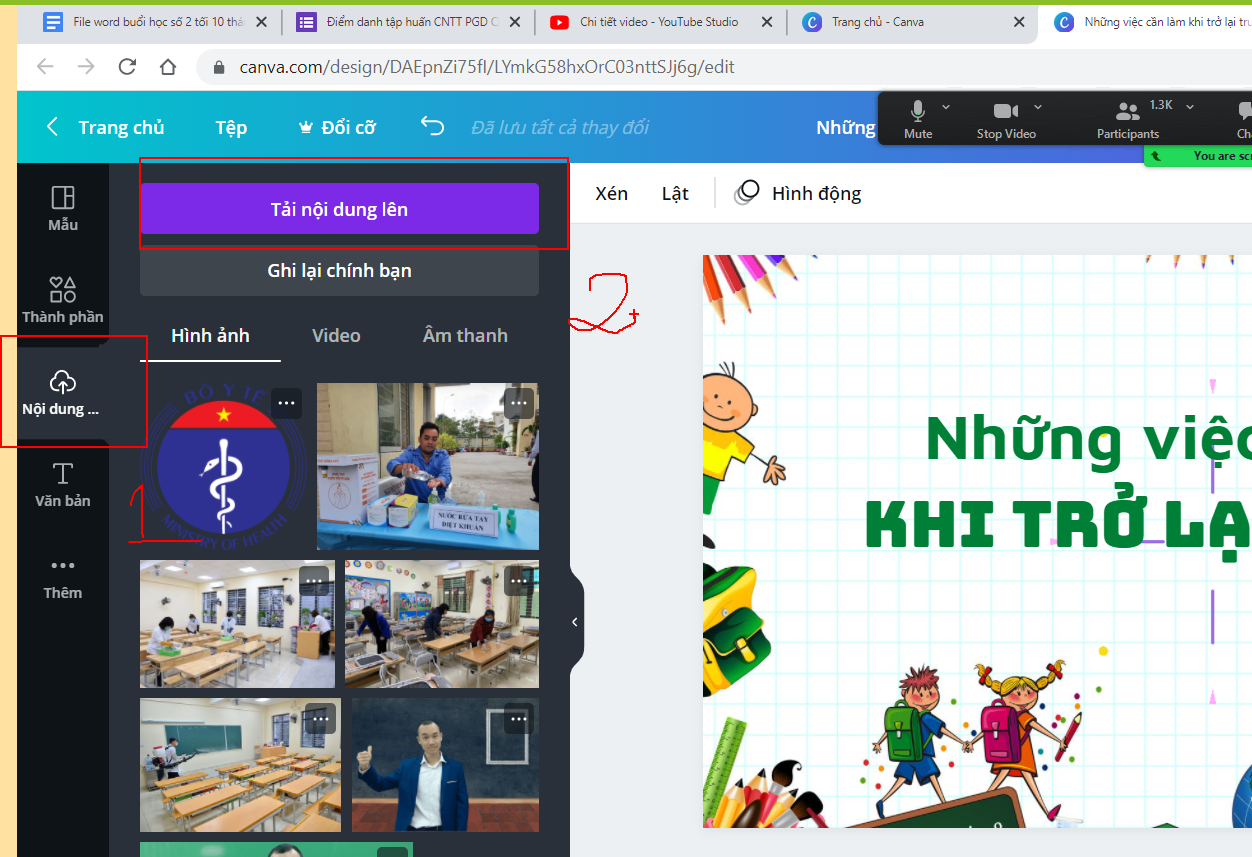 File word buổi học số 2 tối 10 thá
Điểm danh tập huấn CNTT PGD C
Chi tiết video - YouTube Studio
Trang chủ - Canva
Những việc cần làm khi trở lại trư
canva.com/design/DAEpnZi75fI/LYmkG58hxOrC03nttSJj6g/edit
Trang chủ
Tệp
Đổi cỡ
Đã lưu tất cả thay đổi
Những
Mute
Stop Video
1.3K
Participants
Cha
You are scr
Mẫu
Thành phần
Nội dung ...
Văn bản
Thêm
Tải nội dung lên
Ghi lại chính bạn
Hình ảnh
Video
Âm thanh
Xén
Lật
Hình động
1
2
BỘ Y TẾ
MINISTRY OF HEALTH
NƯỚC RỬA TAY
DIỆT KHUẨN
Những việc
KHI TRỞ LẠ